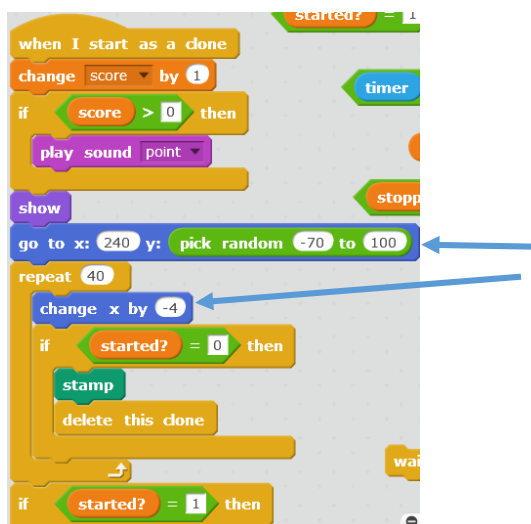 started? = 1
when I start as a clone
change score by 1
if score > 0 then
timer
play sound point
show
go to x: 240 y: pick random -70 to 100
repeat 40
change x by -4
if started? = 0 then
stamp
delete this clone
if started? = 1 then